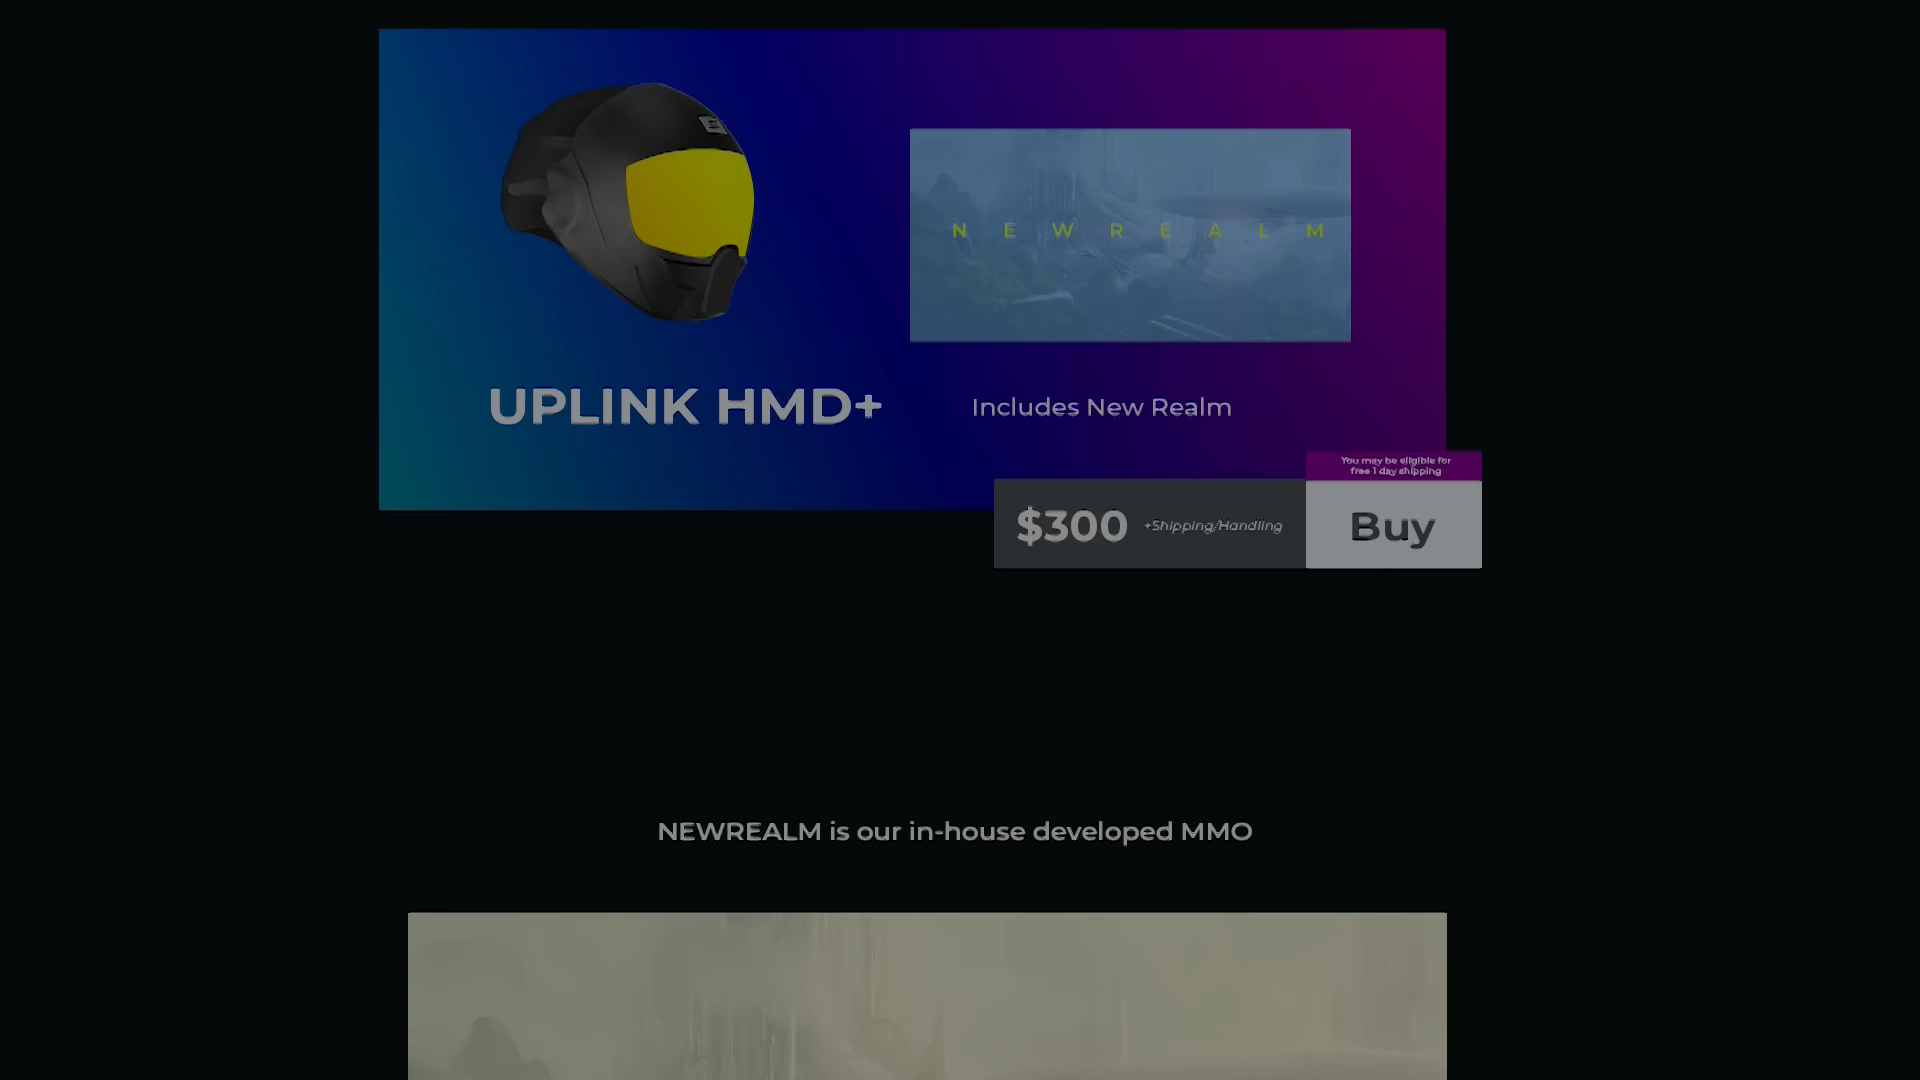 NEWREALM
UPLINK HMD+
Includes New Realm
You may be eligible for
free 1 day shipping
$300 +Shipping/Handling
Buy
NEWREALM is our in-house developed MMO